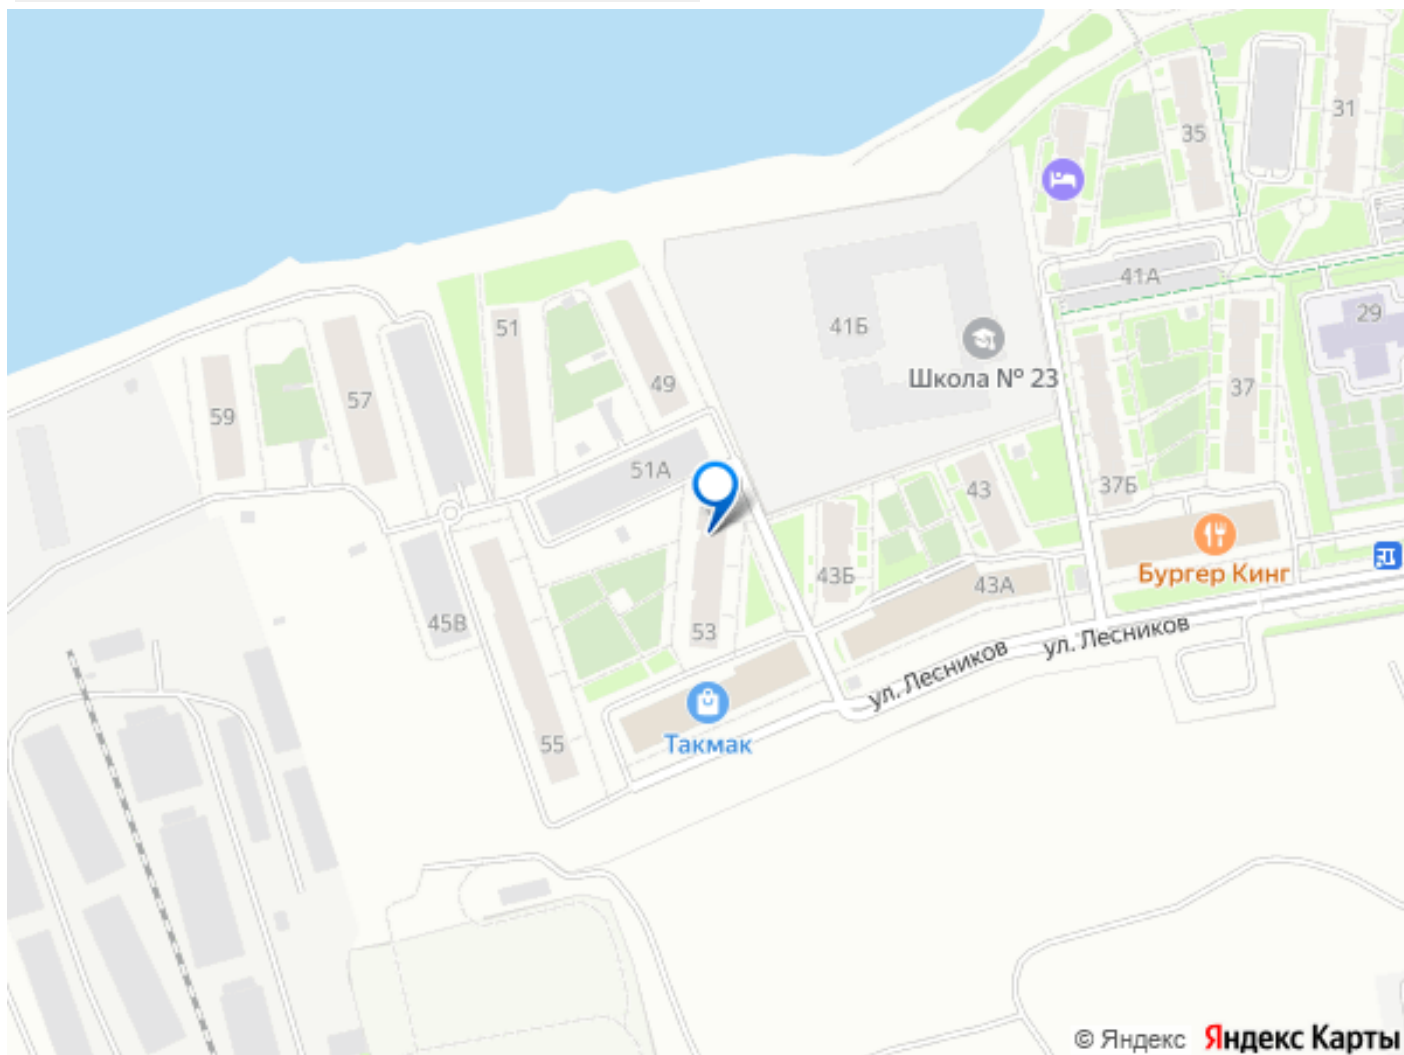 31
35
41А
29
41Б
51
Школа № 23
49
57
37
59
51А
43
37Б
43Б
Бургер Кинг
43А
45В
53
ул. Лесников
ул. Лесников
55
Такмак
© Яндекс Яндекс Карты